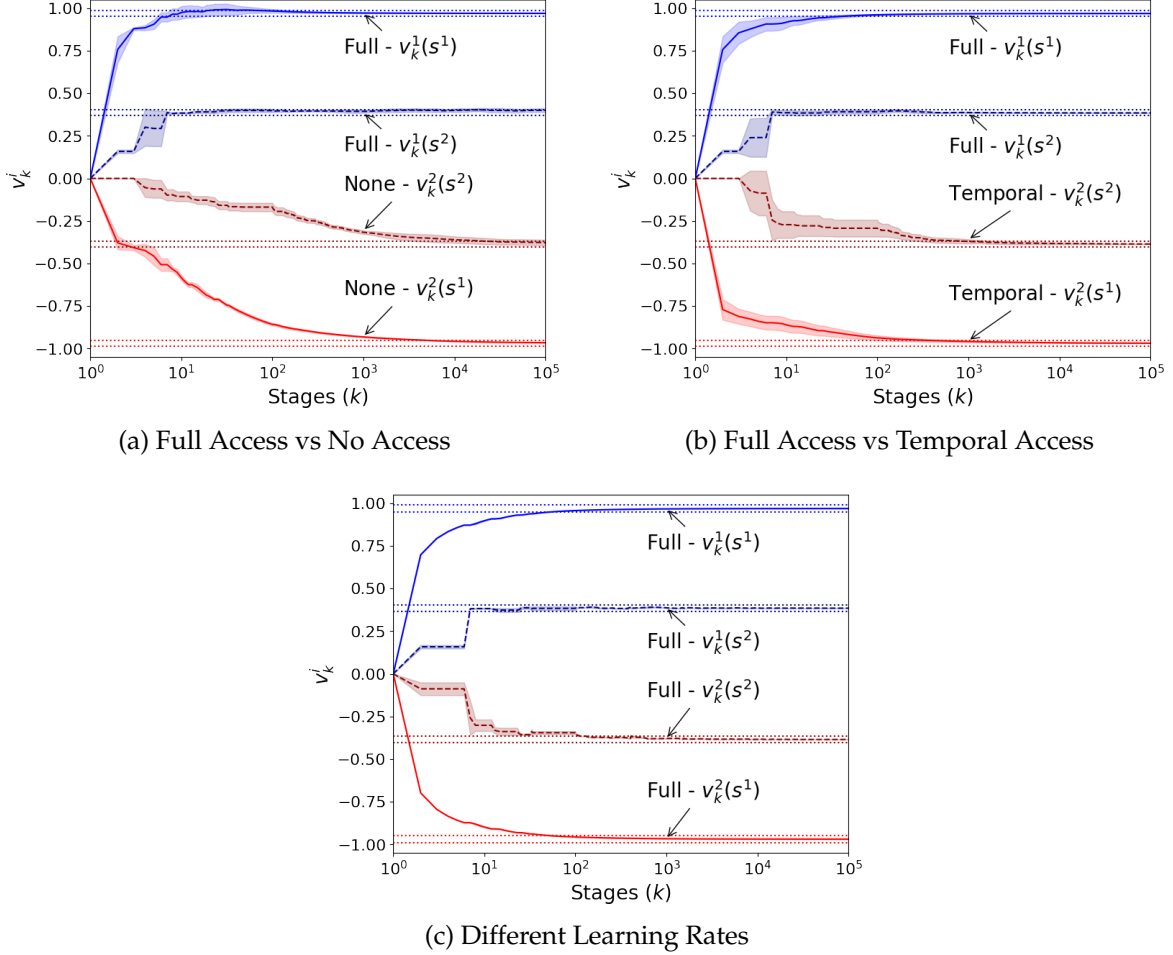 1.00
0.75
0.50
0.25
0.00
−0.25
−0.50
−0.75
−1.00
v_k^i
Full - v_k^1(s^1)
Full - v_k^1(s^2)
None - v_k^2(s^2)
None - v_k^2(s^1)
10^0 10^1 10^2 10^3 10^4 10^5
Stages (k)
(a) Full Access vs No Access
1.00
0.75
0.50
0.25
0.00
−0.25
−0.50
−0.75
−1.00
v_k^i
Full - v_k^1(s^1)
Full - v_k^1(s^2)
Temporal - v_k^2(s^2)
Temporal - v_k^2(s^1)
10^0 10^1 10^2 10^3 10^4 10^5
Stages (k)
(b) Full Access vs Temporal Access
1.00
0.75
0.50
0.25
0.00
−0.25
−0.50
−0.75
−1.00
v_k^i
Full - v_k^1(s^1)
Full - v_k^1(s^2)
Full - v_k^2(s^2)
Full - v_k^2(s^1)
10^0 10^1 10^2 10^3 10^4 10^5
Stages (k)
(c) Different Learning Rates